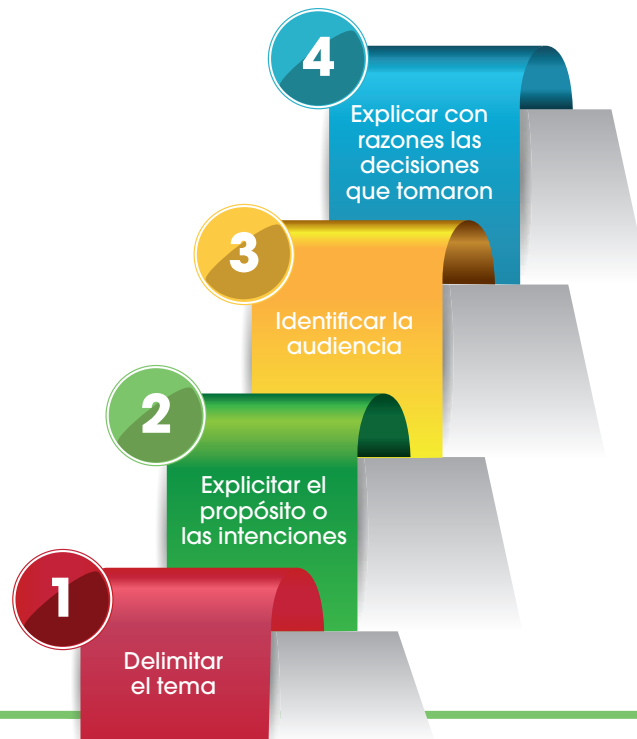 4
Explicar con
razones las
decisiones
que tomaron
3
Identificar la
audiencia
2
Explicitar el
propósito o
las intenciones
1
Delimitar
el tema